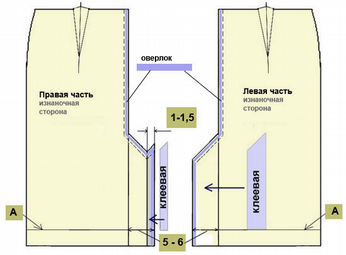 оверлок
Правая часть
изнаночная
сторона
Левая часть
изнаночная
сторона
1-1,5
клеевая
клеевая
А
А
5 - 6